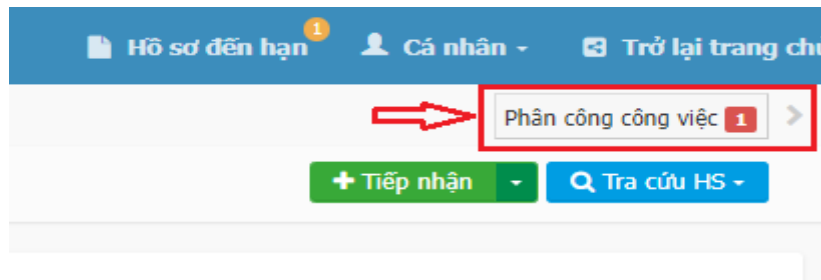 Hồ sơ đến hạn 1 Cá nhân Trở lại trang
Phân công công việc 1
Tiếp nhận Tra cứu HS